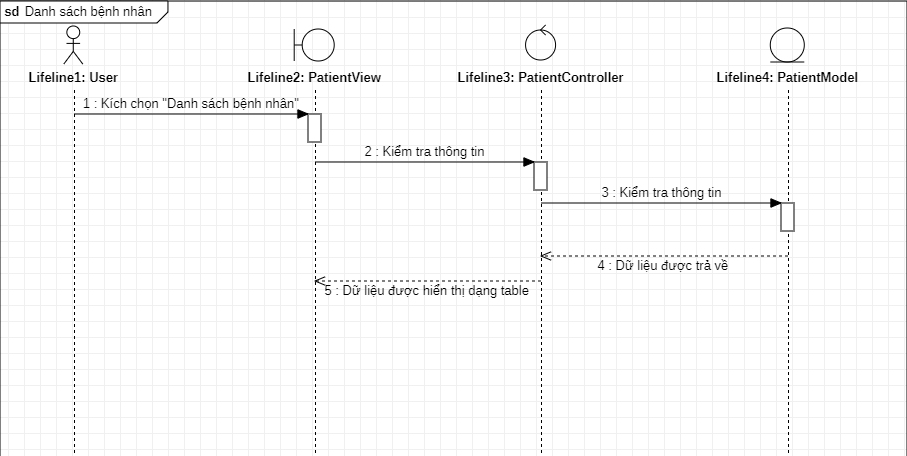 sd Danh sách bệnh nhân
Lifeline1: User
Lifeline2: PatientView
Lifeline3: PatientController
Lifeline4: PatientModel
1 : Kích chọn "Danh sách bệnh nhân"
2 : Kiểm tra thông tin
3 : Kiểm tra thông tin
4 : Dữ liệu được trả về
5 : Dữ liệu được hiển thị dạng table